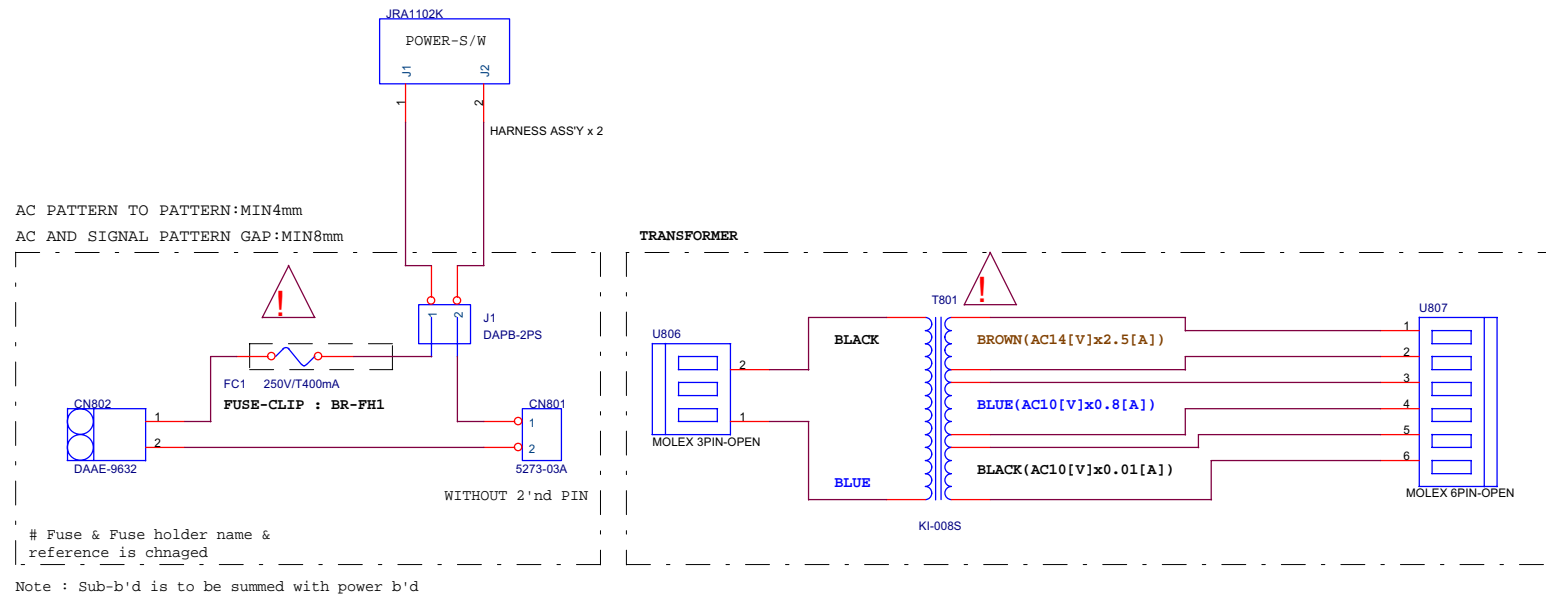 JRA1102K
POWER-S/W
J1
J2
1
2
HARNESS ASS'Y x 2
AC PATTERN TO PATTERN:MIN4mm
AC AND SIGNAL PATTERN GAP:MIN8mm
!
1
2
J1
DAPB-2PS
FC1
250V/T400mA
FUSE-CLIP : BR-FH1
CN802
1
2
DAAE-9632
CN801
1
2
5273-03A
WITHOUT 2'nd PIN
# Fuse & Fuse holder name &
reference is chnaged
Note : Sub-b'd is to be summed with power b'd
TRANSFORMER
U806
2
1
MOLEX 3PIN-OPEN
BLACK
BLUE
T801
!
KI-008S
BROWN(AC14[V]x2.5[A])
BLUE(AC10[V]x0.8[A])
BLACK(AC10[V]x0.01[A])
U807
1
2
3
4
5
6
MOLEX 6PIN-OPEN